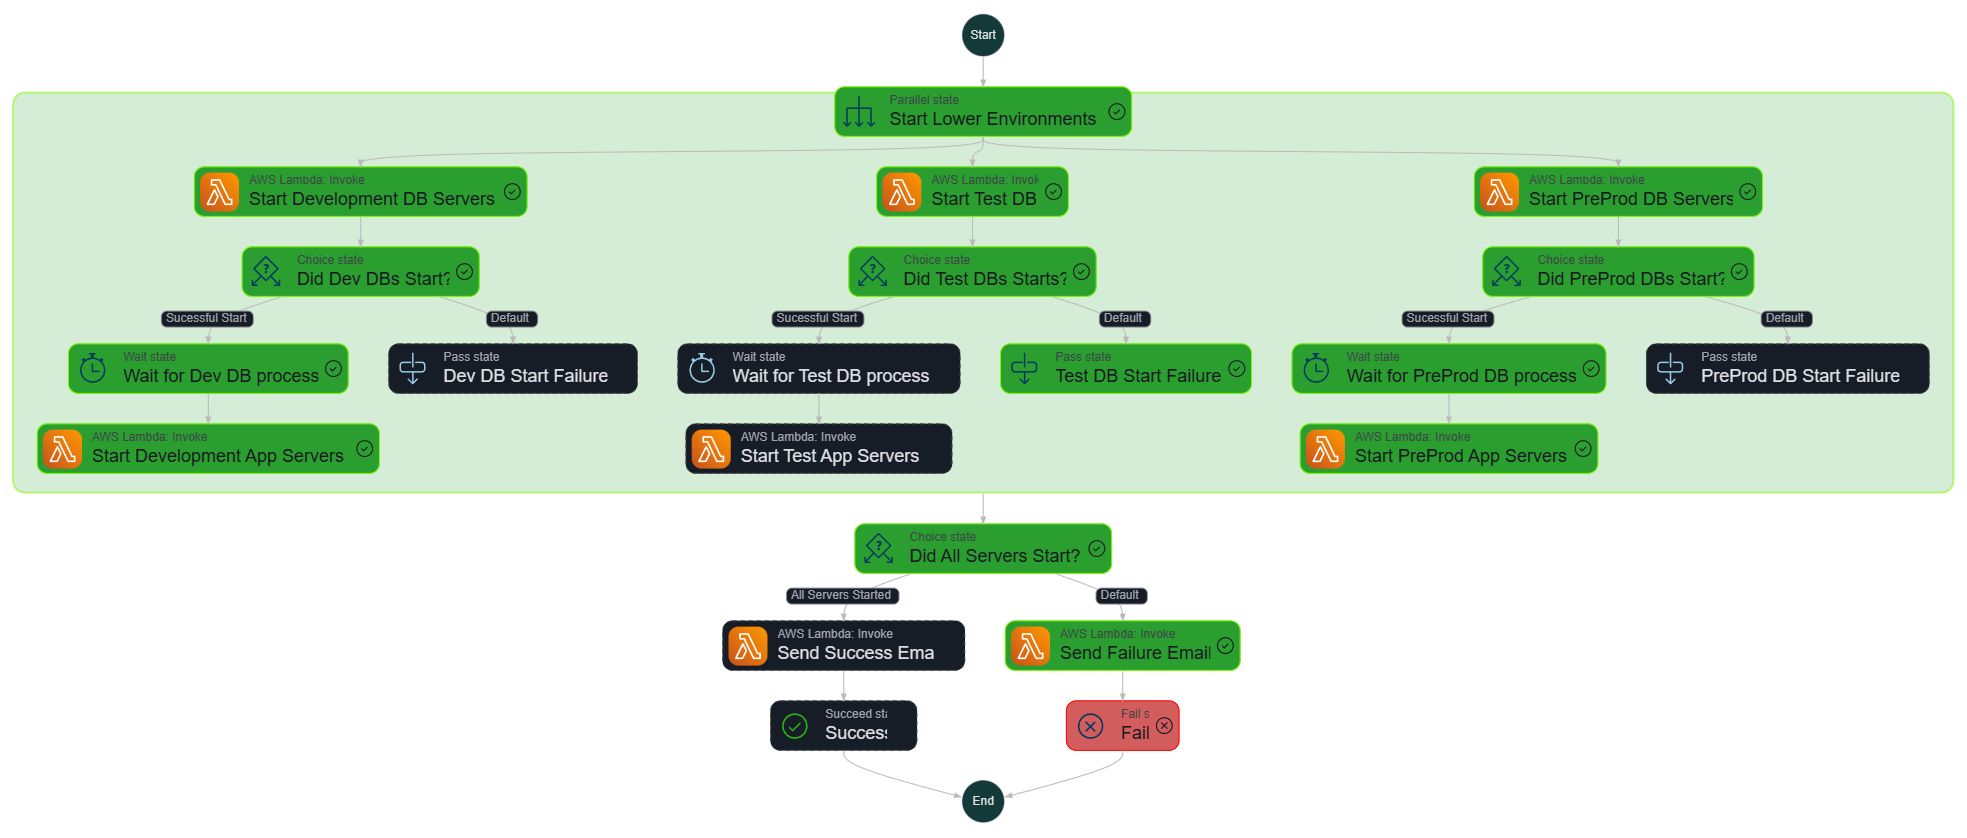 Start
Parallel state
Start Lower Environments
AWS Lambda: Invoke
Start Development DB Servers
AWS Lambda: Invok
Start Test DB
AWS Lambda: Invoke
Start PreProd DB Servers
Choice state
Did Dev DBs Start?
Choice state
Did Test DBs Starts?
Choice state
Did PreProd DBs Start?
Sucessful Start
Default
Sucessful Start
Default
Sucessful Start
Default
Wait state
Wait for Dev DB process
Pass state
Dev DB Start Failure
Wait state
Wait for Test DB process
Pass state
Test DB Start Failure
Wait state
Wait for PreProd DB process
Pass state
PreProd DB Start Failure
AWS Lambda: Invoke
Start Development App Servers
AWS Lambda: Invoke
Start Test App Servers
AWS Lambda: Invoke
Start PreProd App Servers
Choice state
Did All Servers Start?
All Servers Started
Default
AWS Lambda: Invoke
Send Success Ema
AWS Lambda: Invoke
Send Failure Email
Succeed sta
Success
Fail s
Fail
End